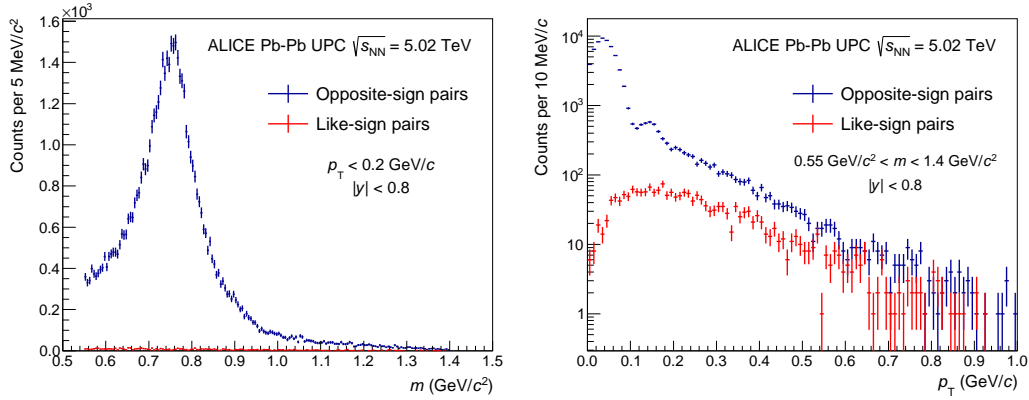 ×10³
ALICE Pb-Pb UPC √s_NN = 5.02 TeV
Opposite-sign pairs
Like-sign pairs
p_T < 0.2 GeV/c
|y| < 0.8
Counts per 5 MeV/c²
1.6
1.4
1.2
1.0
0.8
0.6
0.4
0.2
0.0
0.5 0.6 0.7 0.8 0.9 1.0 1.1 1.2 1.3 1.4 1.5
m (GeV/c²)
ALICE Pb-Pb UPC √s_NN = 5.02 TeV
Opposite-sign pairs
Like-sign pairs
0.55 GeV/c² < m < 1.4 GeV/c²
|y| < 0.8
Counts per 10 MeV/c
10⁴
10³
10²
10
1
0.0 0.1 0.2 0.3 0.4 0.5 0.6 0.7 0.8 0.9 1.0
p_T (GeV/c)